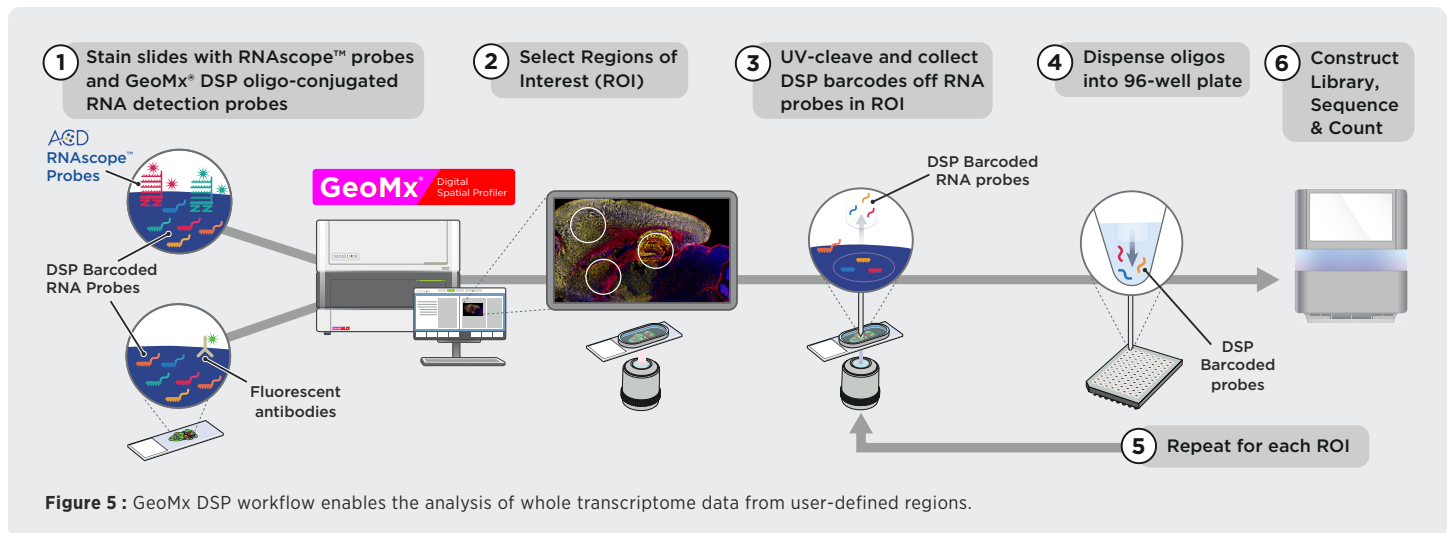 1
Stain slides with RNAscope™ probes
and GeoMx® DSP oligo-conjugated
RNA detection probes
2
Select Regions of
Interest (ROI)
3
UV-cleave and collect
DSP barcodes off RNA
probes in ROI
4
Dispense oligos
into 96-well plate
6
Construct
Library,
Sequence
& Count
ACD
RNAscope™
Probes
GeoMx®
Digital
Spatial Profiler
DSP Barcoded
RNA probes
DSP Barcoded
RNA Probes
Fluorescent
antibodies
DSP
Barcoded
probes
5
Repeat for each ROI
Figure 5 : GeoMx DSP workflow enables the analysis of whole transcriptome data from user-defined regions.